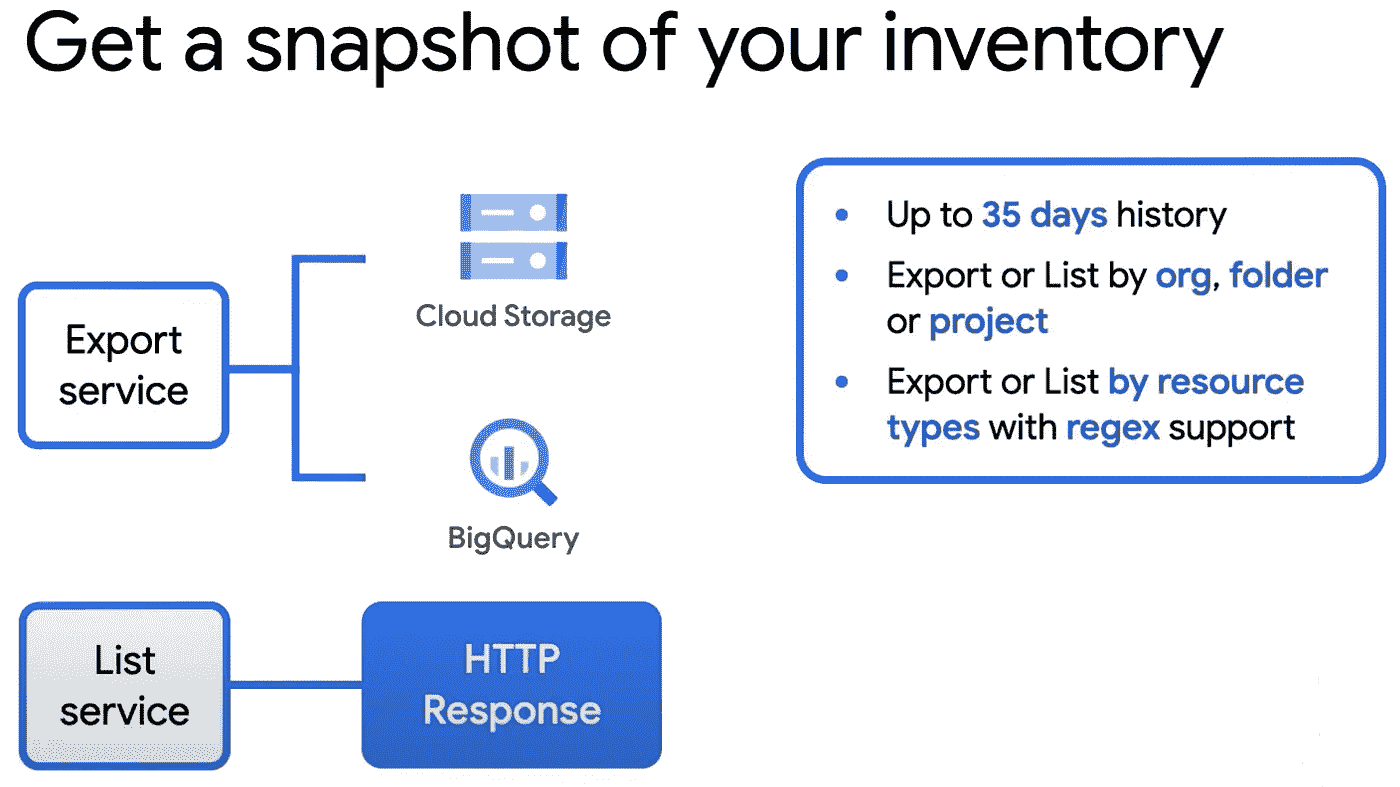 Get a snapshot of your inventory
Export
service
Cloud Storage
BigQuery
List
service
HTTP
Response
• Up to 35 days history
• Export or List by org, folder
or project
• Export or List by resource
types with regex support